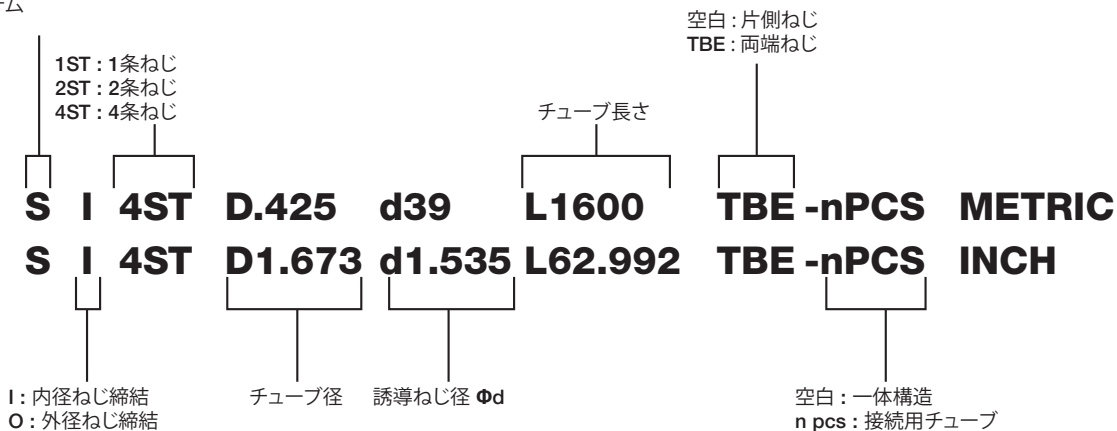 空白 : 片側ねじ
TBE : 両端ねじ
1ST : 1条ねじ
2ST : 2条ねじ
4ST : 4条ねじ
チューブ長さ
S I 4ST D.425 d39 L1600 TBE -nPCS METRIC
S I 4ST D1.673 d1.535 L62.992 TBE -nPCS INCH
I : 内径ねじ締結
O : 外径ねじ締結
チューブ径
誘導ねじ径 Φd
空白 : 一体構造
n pcs : 接続用チューブ